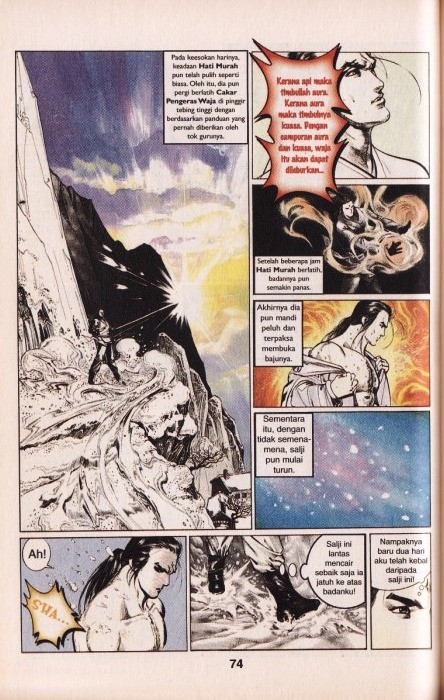 Pada keesokan harinya,
keadaan Hati Murah
pun telah pulih seperti
biasa. Oleh itu, dia pun
pergi berlatih Cakar
Pengeras Waja di pinggir
tebing tinggi dengan
berdasarkan panduan yang
pernah diberikan oleh
tok gurunya.
Kerana api maka
timbullah aura.
Kerana aura
maka timbulnya
kuasa. Dengan
campuran aura
dan kuasa, waja
itu akan dapat
dileburkan...
Setelah beberapa jam
Hati Murah berlatih,
badannya pun
semakin panas.
Akhirnya dia
pun mandi
peluh dan
terpaksa
membuka
bajunya.
Sementara
itu, dengan
tidak semena-
mena, salji
pun mulai
turun.
Ah!
SHA...
Salji ini
lantas
mencair
sebaik saja ia
jatuh ke atas
badanku!
Nampaknya
baru dua hari
aku telah kebal
daripada
salji ini!
74